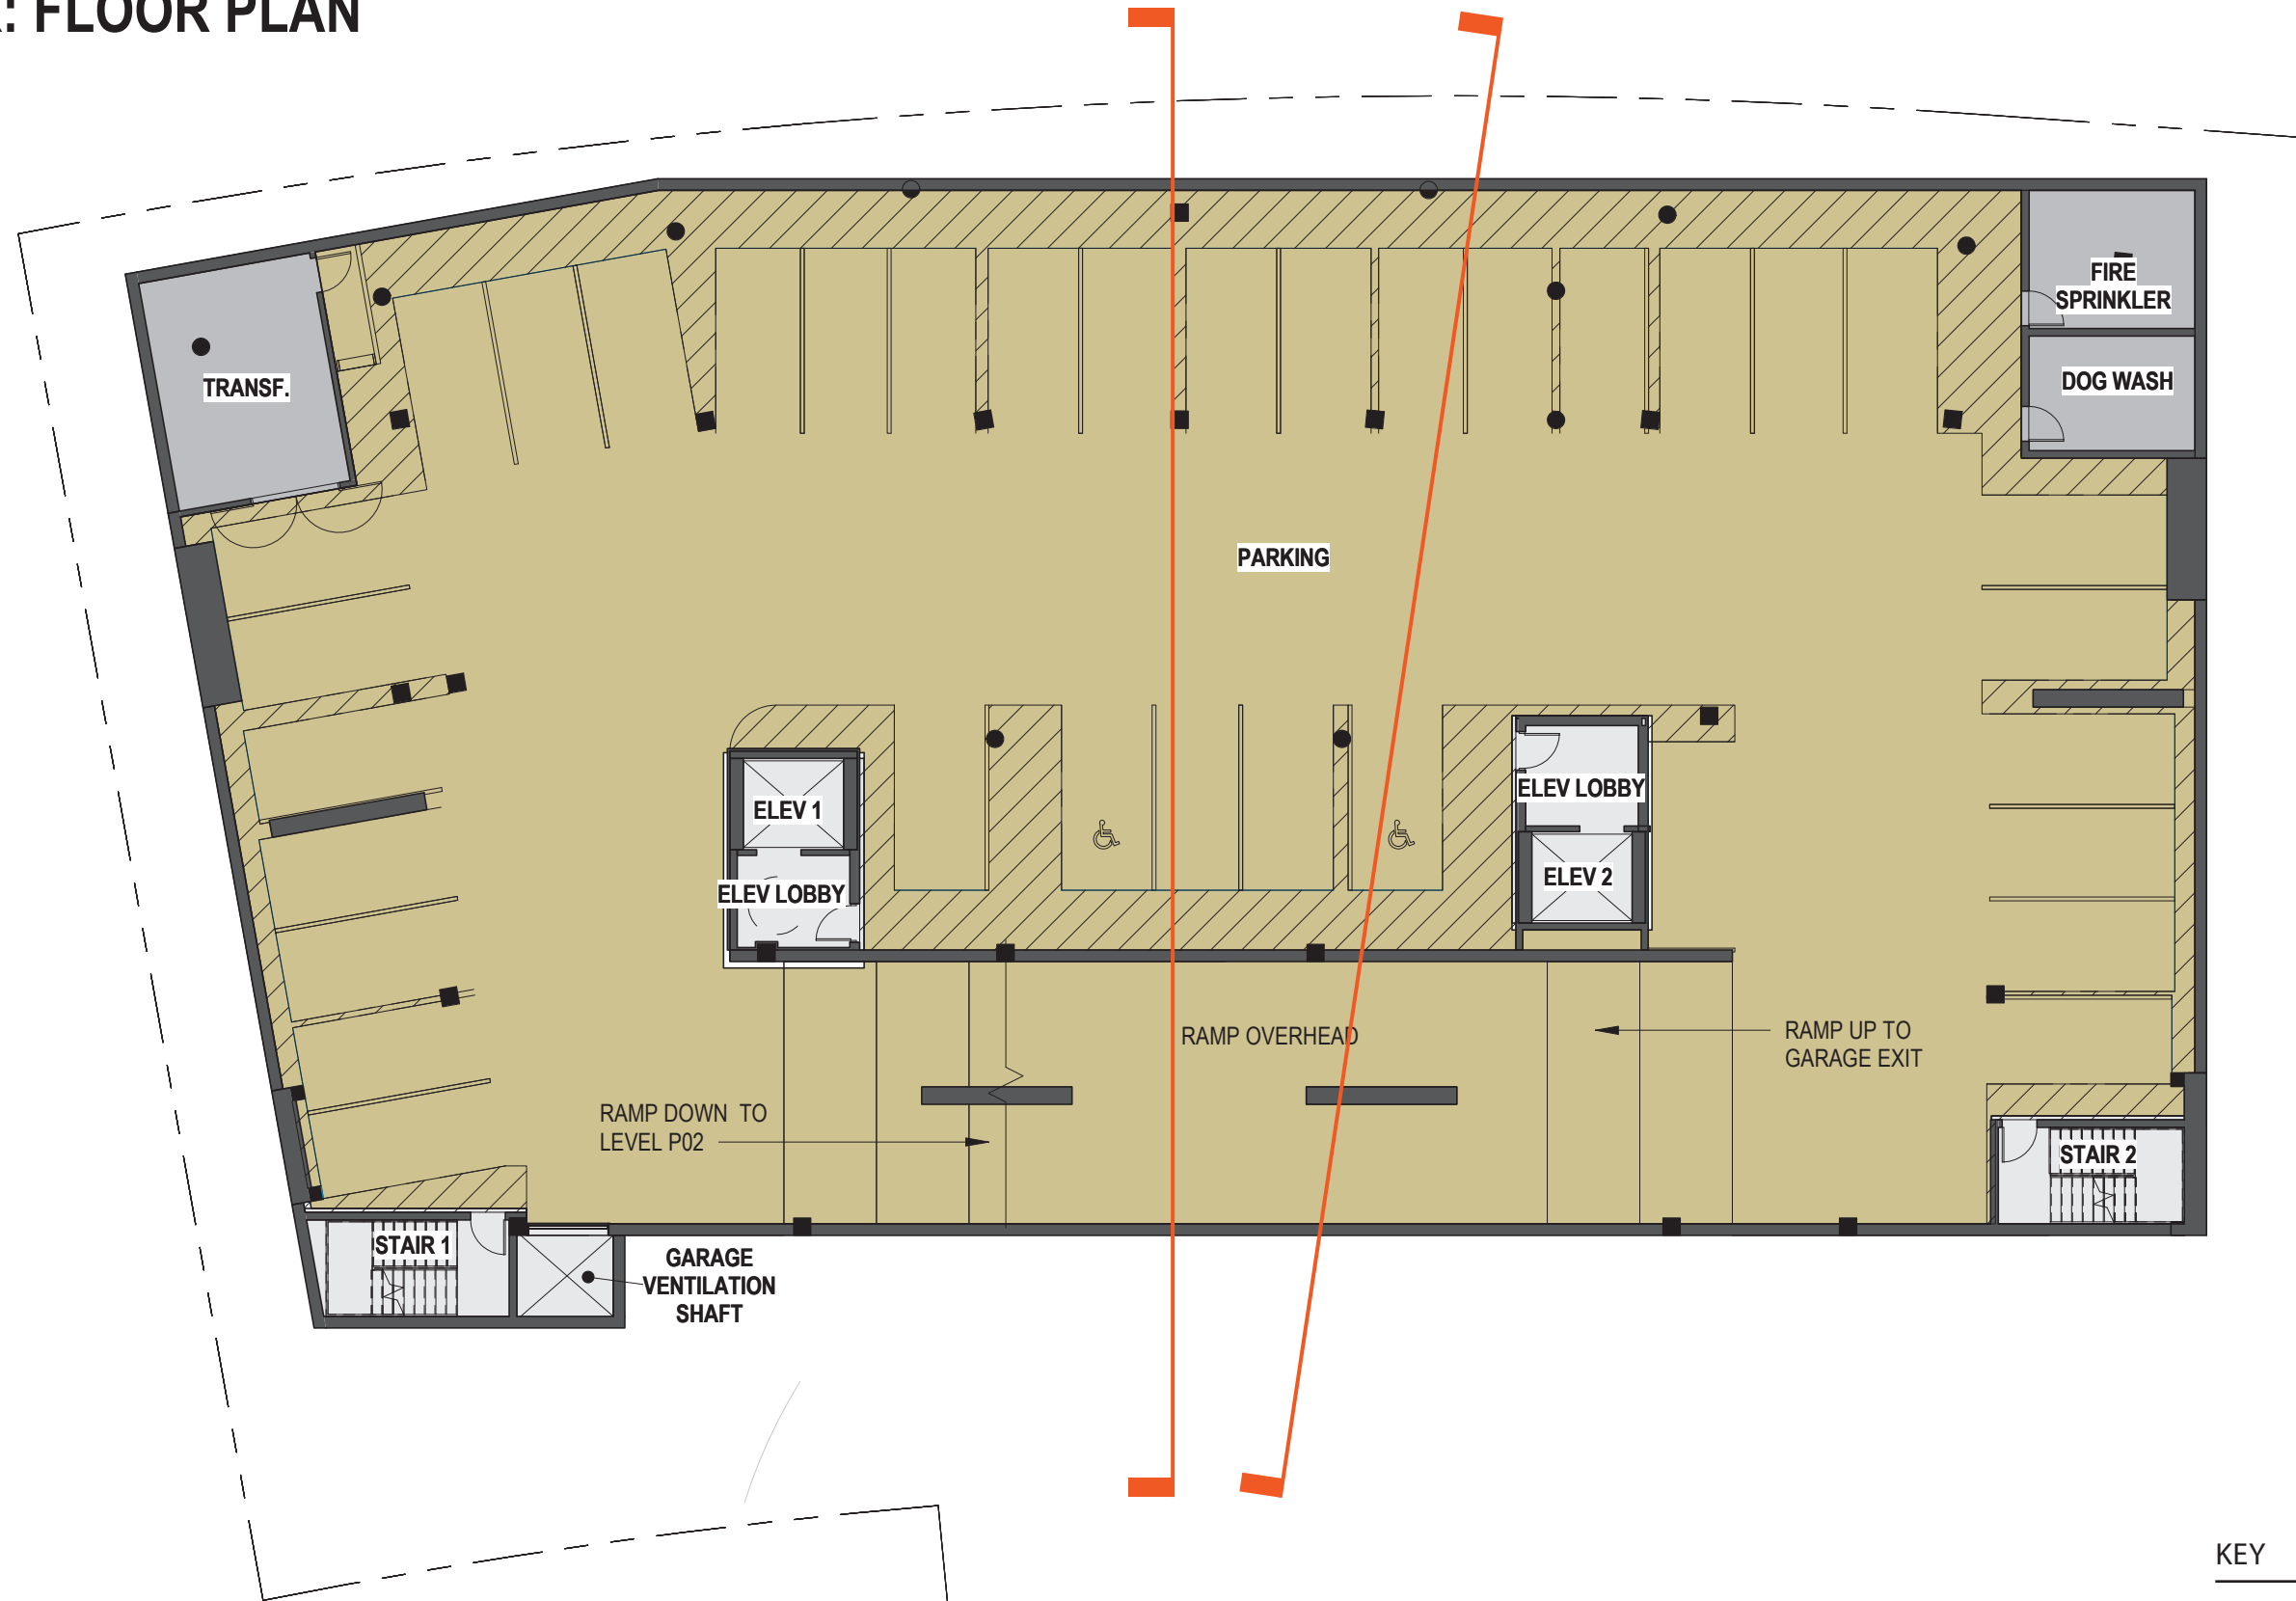 : FLOOR PLAN
TRANSF.
FIRE
SPRINKLER
DOG WASH
PARKING
ELEV 1
ELEV LOBBY
ELEV LOBBY
ELEV 2
RAMP OVERHEAD
RAMP UP TO
GARAGE EXIT
RAMP DOWN TO
LEVEL P02
STAIR 1
GARAGE
VENTILATION
SHAFT
STAIR 2
KEY